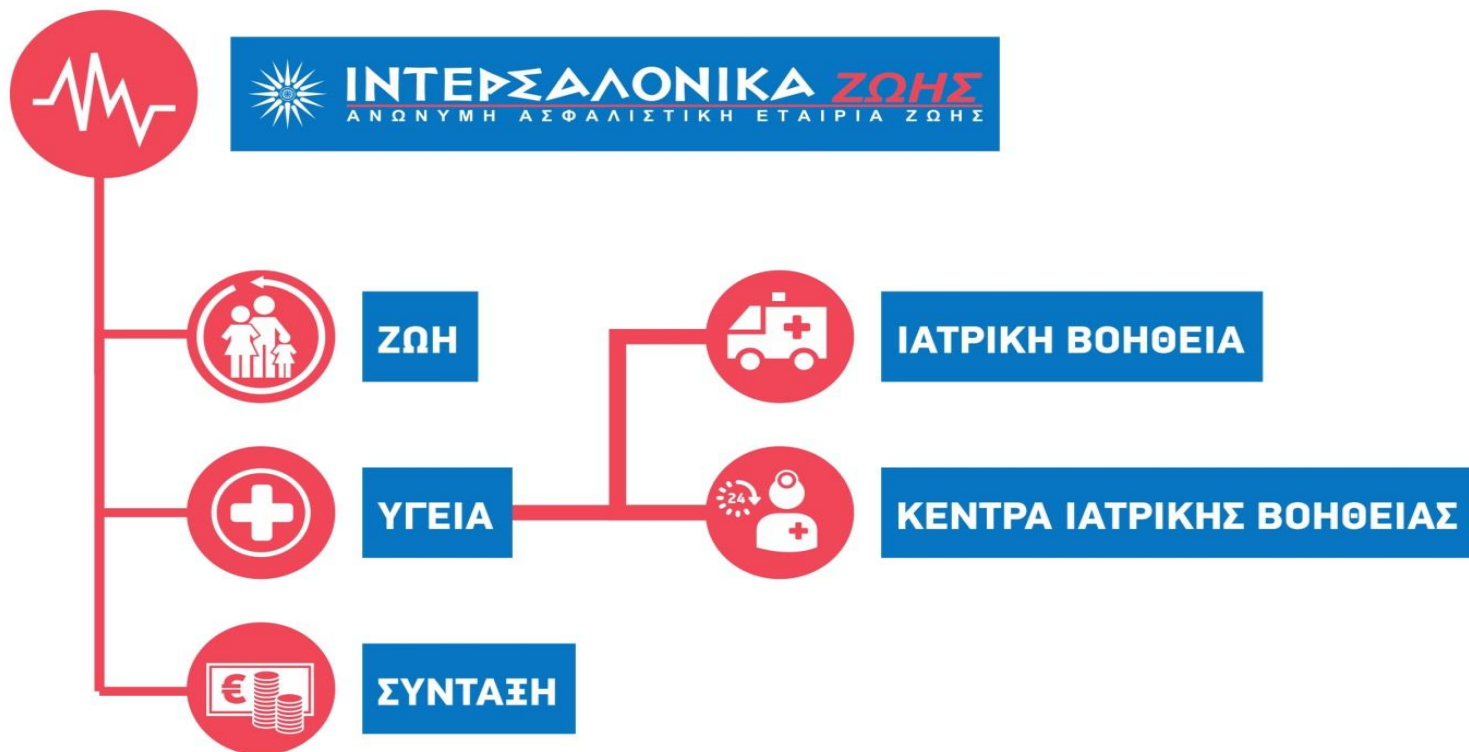 ΙΝΤΕΡΣΑΛΟΝΙΚΑ ΖΩΗΣ
ΑΝΩΝΥΜΗ ΑΣΦΑΛΙΣΤΙΚΗ ΕΤΑΙΡΙΑ ΖΩΗΣ
ΖΩΗ
ΙΑΤΡΙΚΗ ΒΟΗΘΕΙΑ
ΥΓΕΙΑ
24
ΚΕΝΤΡΑ ΙΑΤΡΙΚΗΣ ΒΟΗΘΕΙΑΣ
€
ΣΥΝΤΑΞΗ